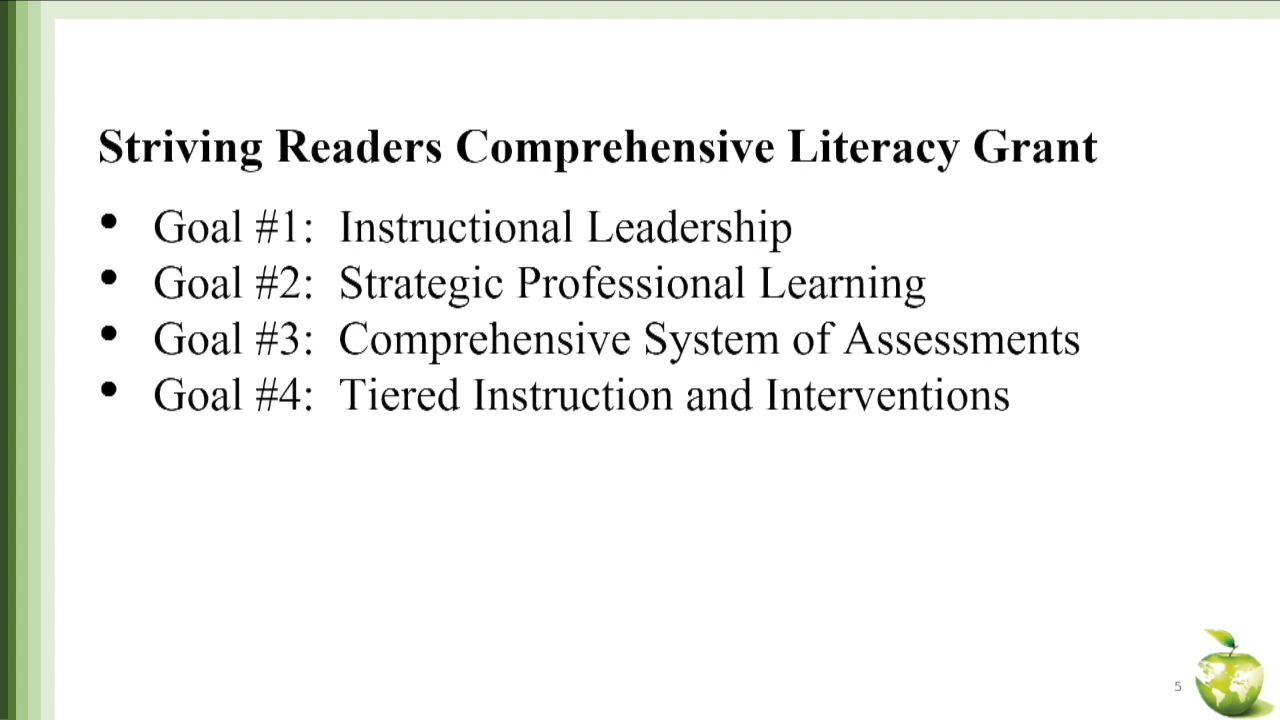 Striving Readers Comprehensive Literacy Grant
• Goal #1: Instructional Leadership
• Goal #2: Strategic Professional Learning
• Goal #3: Comprehensive System of Assessments
• Goal #4: Tiered Instruction and Interventions
5